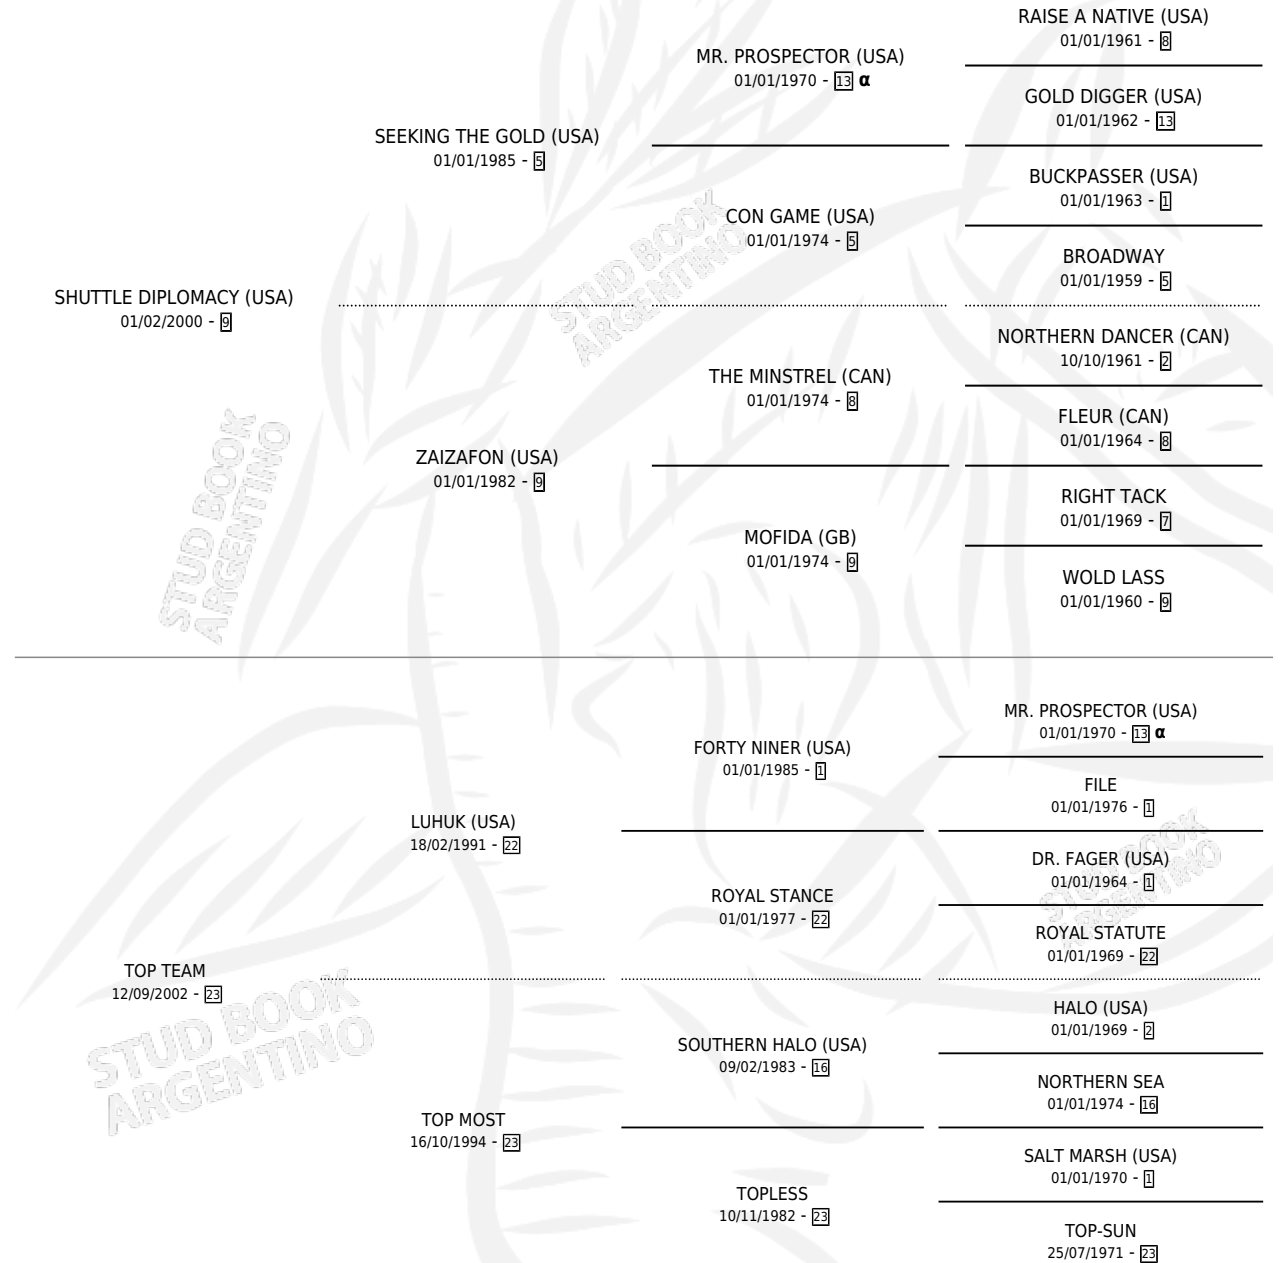 RAISE A NATIVE (USA)
01/01/1961 - 8
MR. PROSPECTOR (USA)
01/01/1970 - 13 α
GOLD DIGGER (USA)
01/01/1962 - 13
SEEKING THE GOLD (USA)
01/01/1985 - 5
BUCKPASSER (USA)
01/01/1963 - 1
CON GAME (USA)
01/01/1974 - 5
BROADWAY
01/01/1959 - 5
STUD BOOK
ARGENTINO
SHUTTLE DIPLOMACY (USA)
01/02/2000 - 9
NORTHERN DANCER (CAN)
10/10/1961 - 2
THE MINSTREL (CAN)
01/01/1974 - 8
FLEUR (CAN)
01/01/1964 - 8
ZAIZAFON (USA)
01/01/1982 - 9
RIGHT TACK
01/01/1969 - 7
MOFIDA (GB)
01/01/1974 - 9
WOLD LASS
01/01/1960 - 9
STUD BOOK
ARGENTINO
MR. PROSPECTOR (USA)
01/01/1970 - 13 α
FORTY NINER (USA)
01/01/1985 - 1
FILE
01/01/1976 - 1
LUHUK (USA)
18/02/1991 - 22
DR. FAGER (USA)
01/01/1964 - 1
ROYAL STANCE
01/01/1977 - 22
ROYAL STATUTE
01/01/1969 - 22
STUD BOOK
ARGENTINO
TOP TEAM
12/09/2002 - 23
HALO (USA)
01/01/1969 - 2
SOUTHERN HALO (USA)
09/02/1983 - 16
NORTHERN SEA
01/01/1974 - 16
STUD BOOK
ARGENTINO
TOP MOST
16/10/1994 - 23
SALT MARSH (USA)
01/01/1970 - 1
TOPLESS
10/11/1982 - 23
TOP-SUN
25/07/1971 - 23